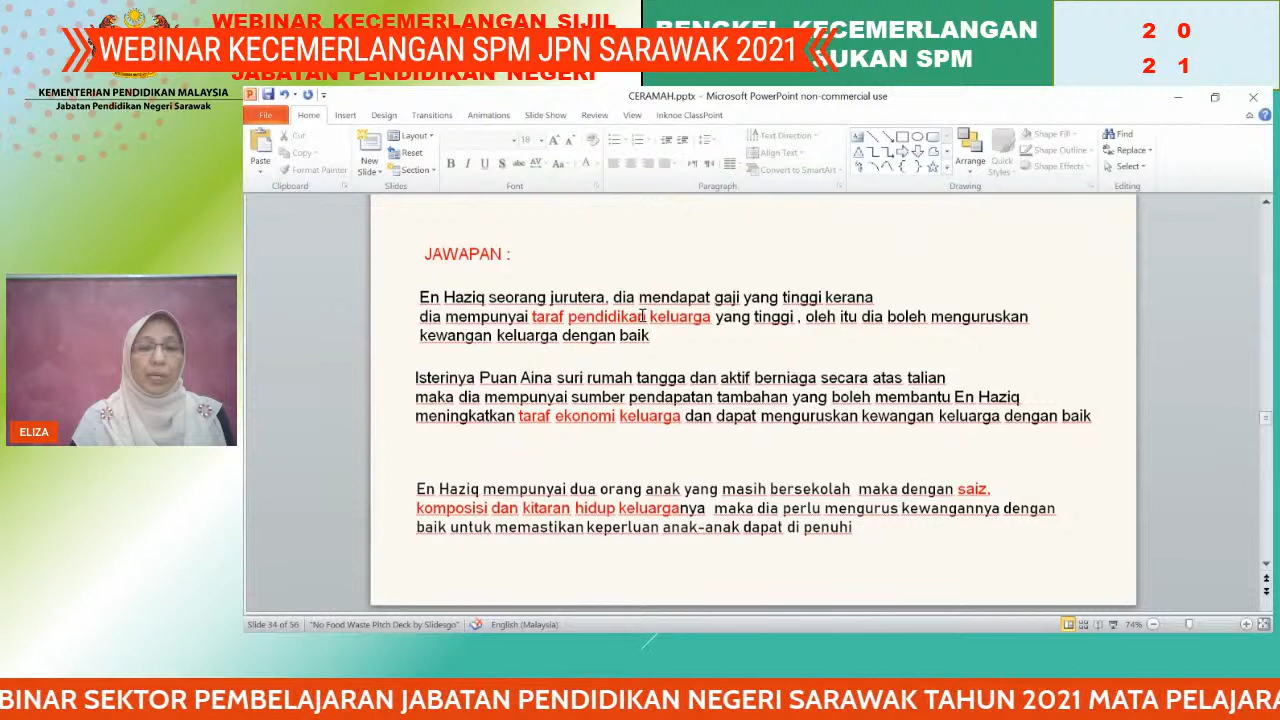 WEBINAR KECEMERLANGAN SIJIL
KECEMERLANGAN
2 0
WEBINAR KECEMERLANGAN SPM JPN SARAWAK 2021
SUKAN SPM
2 1
JABATAN PENDIDIKAN NEGERI
KEMENTERIAN PENDIDIKAN MALAYSIA
Jabatan Pendidikan Negeri Sarawak
CERAMAH.pptx - Microsoft PowerPoint non-commercial use
File Home Insert Design Transitions Animations Slide Show Review View Inknoe ClassPoint
Cut
Copy
Format Painter
Paste
Clipboard
New
Slide
Layout
Reset
Section
Slides
18
B I U S abc AV Aa A
Font
Text Direction
Align Text
Convert to SmartArt
Paragraph
Arrange
Quick
Styles
Shape Fill
Shape Outline
Shape Effects
Drawing
Find
Replace
Select
Editing
JAWAPAN :
En Haziq seorang jurutera, dia mendapat gaji yang tinggi kerana
dia mempunyai taraf pendidikan keluarga yang tinggi , oleh itu dia boleh menguruskan
kewangan keluarga dengan baik
Isterinya Puan Aina suri rumah tangga dan aktif berniaga secara atas talian
maka dia mempunyai sumber pendapatan tambahan yang boleh membantu En Haziq
meningkatkan taraf ekonomi keluarga dan dapat menguruskan kewangan keluarga dengan baik
En Haziq mempunyai dua orang anak yang masih bersekolah maka dengan saiz,
komposisi dan kitaran hidup keluarganya maka dia perlu mengurus kewangannya dengan
baik untuk memastikan keperluan anak-anak dapat di penuhi
ELIZA
Slide 34 of 56 "No Food Waste Pitch Deck by Slidesgo" English (Malaysia) 74%
BINAR SEKTOR PEMBELAJARAN JABATAN PENDIDIKAN NEGERI SARAWAK TAHUN 2021 MATA PELAJARA